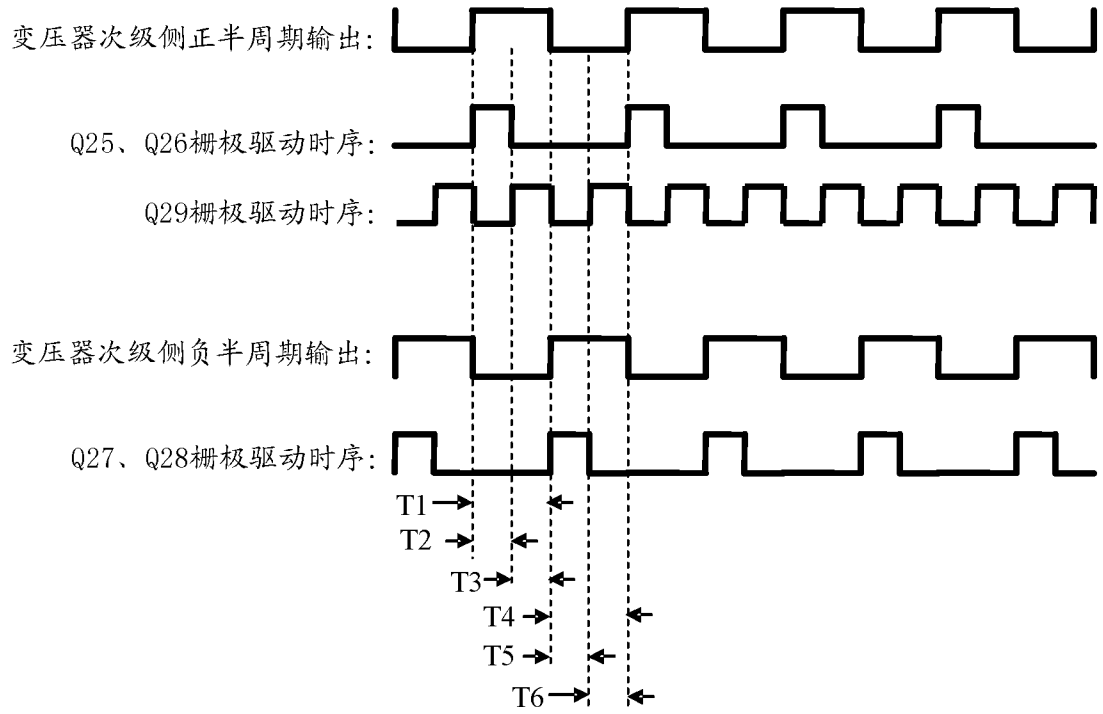 变压器次级侧正半周期输出:
Q25、Q26栅极驱动时序:
Q29栅极驱动时序:
变压器次级侧负半周期输出:
Q27、Q28栅极驱动时序:
T1
T2
T3
T4
T5
T6